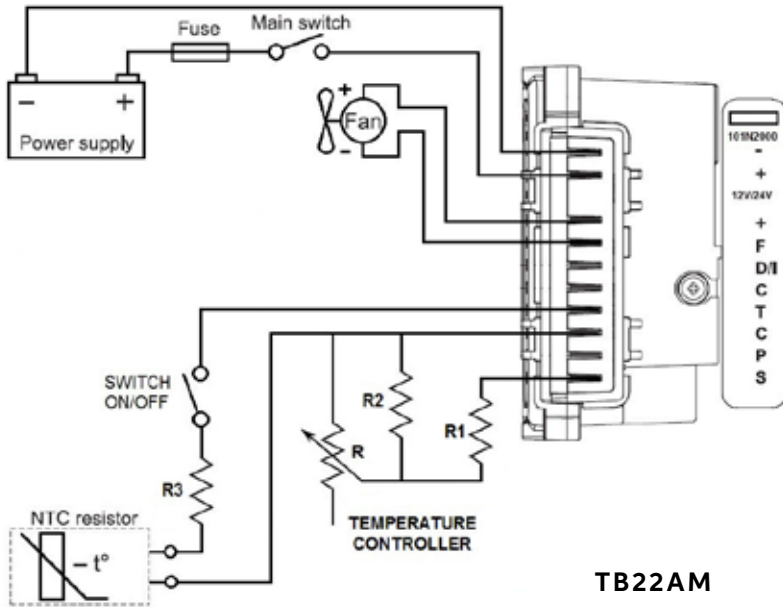 Fuse
Main switch
−
+
Power supply
+
Fan
−
101N2900
-
+
12V/24V
+
F
D/I
C
T
C
P
S
SWITCH
ON/OFF
R2
R1
R
R3
NTC resistor
− t°
TEMPERATURE
CONTROLLER
TB22AM